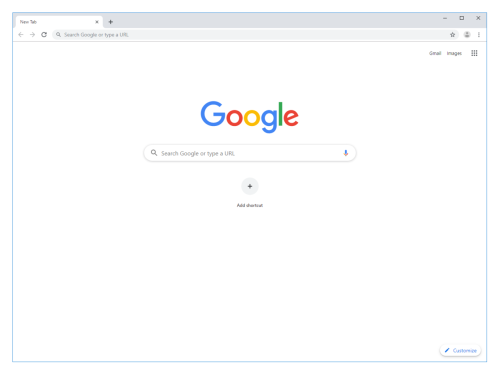 New Tab
Search Google or type a URL
Gmail Images
Google
Search Google or type a URL
Add shortcut
Customize